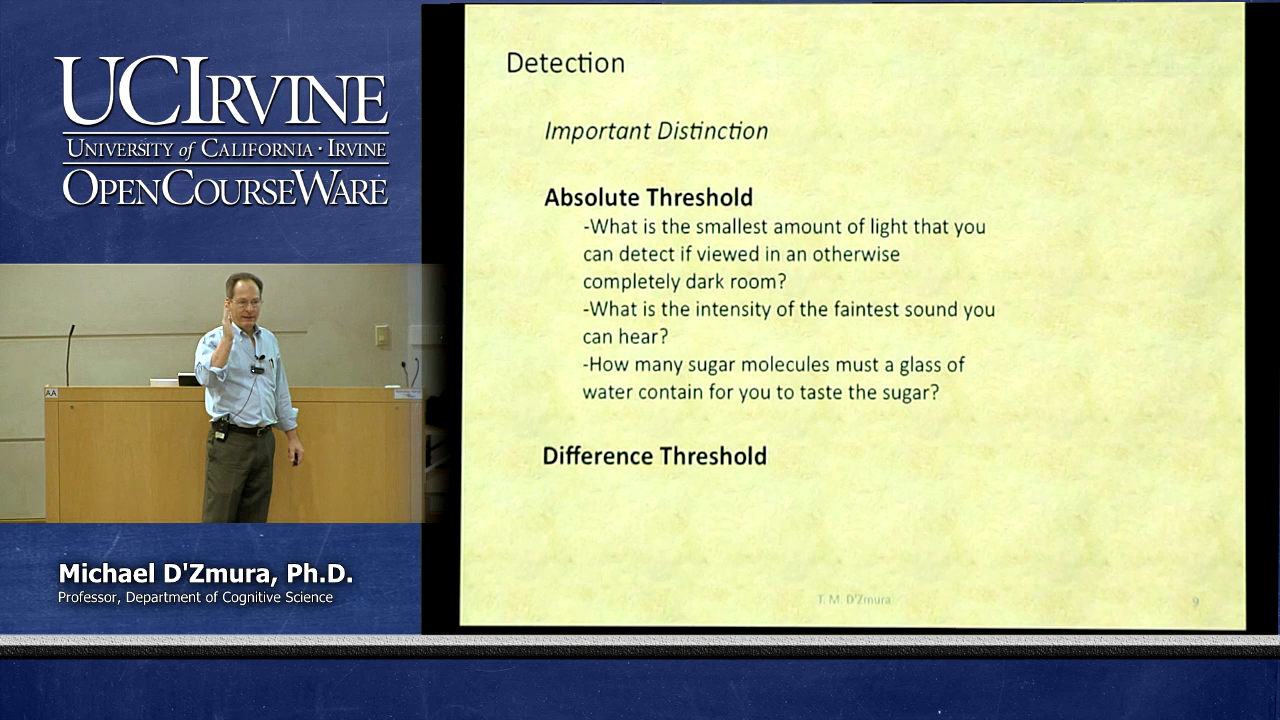 UCIRVINE
UNIVERSITY of CALIFORNIA · IRVINE
OPENCOURSEWARE
AA
Michael D'Zmura, Ph.D.
Professor, Department of Cognitive Science
Detection
Important Distinction
Absolute Threshold
-What is the smallest amount of light that you
can detect if viewed in an otherwise
completely dark room?
-What is the intensity of the faintest sound you
can hear?
-How many sugar molecules must a glass of
water contain for you to taste the sugar?
Difference Threshold
T. M. D'Zmura
9